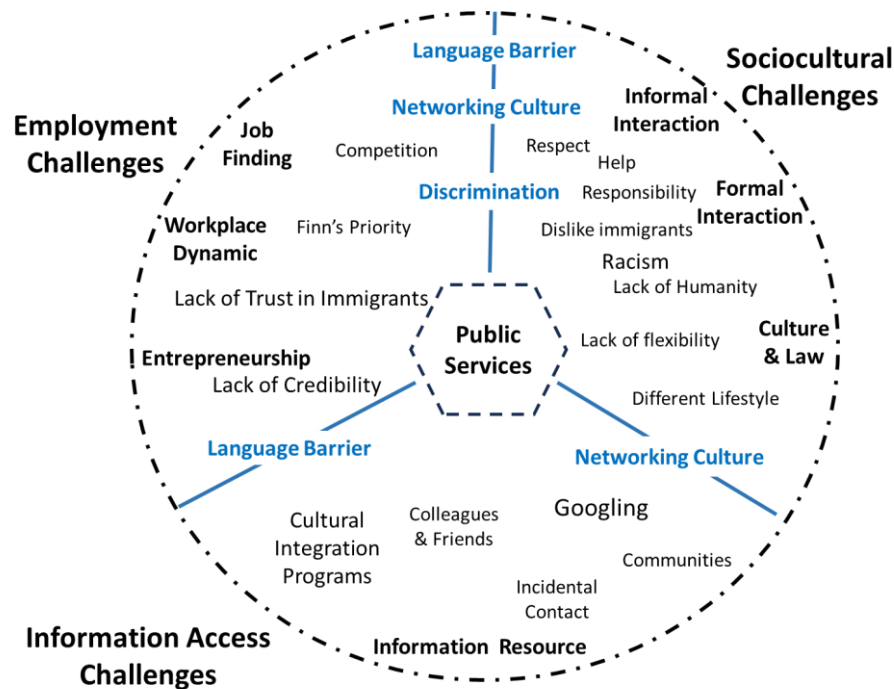 Language Barrier
Sociocultural
Challenges
Networking Culture
Informal
Interaction
Employment
Challenges
Job
Finding
Competition
Respect
Help
Discrimination
Responsibility
Formal
Interaction
Workplace
Dynamic
Finn's Priority
Dislike immigrants
Racism
Lack of Humanity
Lack of Trust in Immigrants
Public
Services
Lack of flexibility
Culture
& Law
Entrepreneurship
Lack of Credibility
Different Lifestyle
Language Barrier
Networking Culture
Cultural
Integration
Programs
Colleagues
& Friends
Googling
Communities
Incidental
Contact
Information Access
Challenges
Information Resource